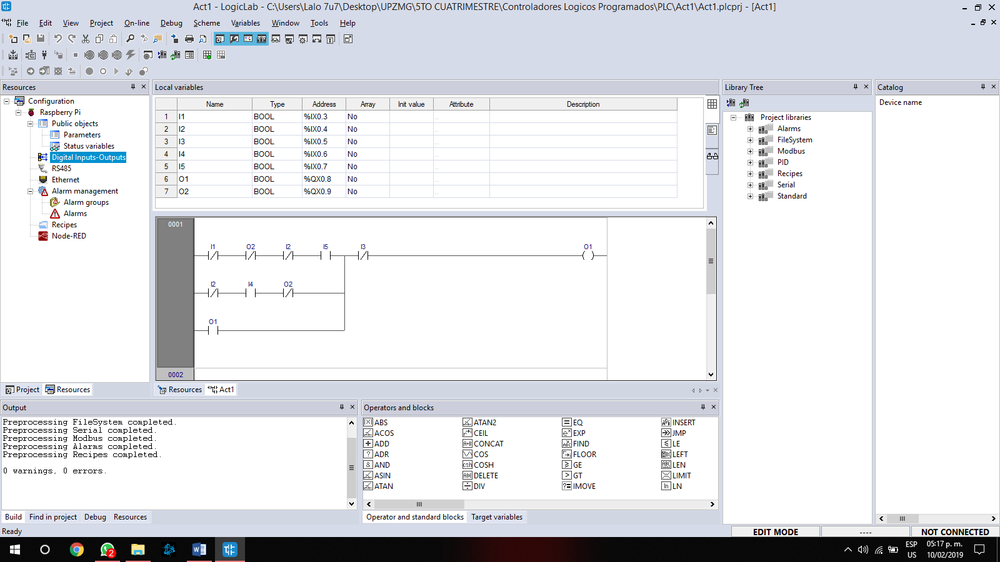 Act1 - LogicLab - C:\Users\Lalo 7u7\Desktop\UPZMG\5TO CUATRIMESTRE\Controladores Logicos Programados\PLC\Act1\Act1.plcprj - [Act1]
File Edit View Project On-line Debug Scheme Variables Window Tools Help
Resources
Configuration
Raspberry Pi
Public objects
Parameters
Status variables
Digital Inputs-Outputs
RS485
Ethernet
Alarm management
Alarm groups
Alarms
Recipes
Node-RED
Project Resources
Local variables
Name Type Address Array Init value Attribute Description
1 I1 BOOL %IX0.3 No ..
2 I2 BOOL %IX0.4 No ..
3 I3 BOOL %IX0.5 No ..
4 I4 BOOL %IX0.6 No ..
5 I5 BOOL %IX0.7 No ..
6 O1 BOOL %QX0.8 No ..
7 O2 BOOL %QX0.9 No ..
0001
I1 O2 I2 I5 I3 O1
I2 I4 O2
O1
0002
Resources Act1
Library Tree
Project libraries
Alarms
FileSystem
Modbus
PID
Recipes
Serial
Standard
Catalog
Device name
Output
Preprocessing FileSystem completed.
Preprocessing Serial completed.
Preprocessing Modbus completed.
Preprocessing Alarms completed.
Preprocessing Recipes completed.
0 warnings, 0 errors.
Build Find in project Debug Resources
Operators and blocks
ABS ATAN2 EQ INSERT
ACOS CEIL EXP JMP
ADD CONCAT FIND LE
ADR COS FLOOR LEFT
AND COSH GE LEN
ASIN DELETE GT LIMIT
ATAN DIV IMOVE LN
Operator and standard blocks Target variables
Ready
EDIT MODE ---- NOT CONNECTED
2
ESP
US
05:17 p. m.
10/02/2019